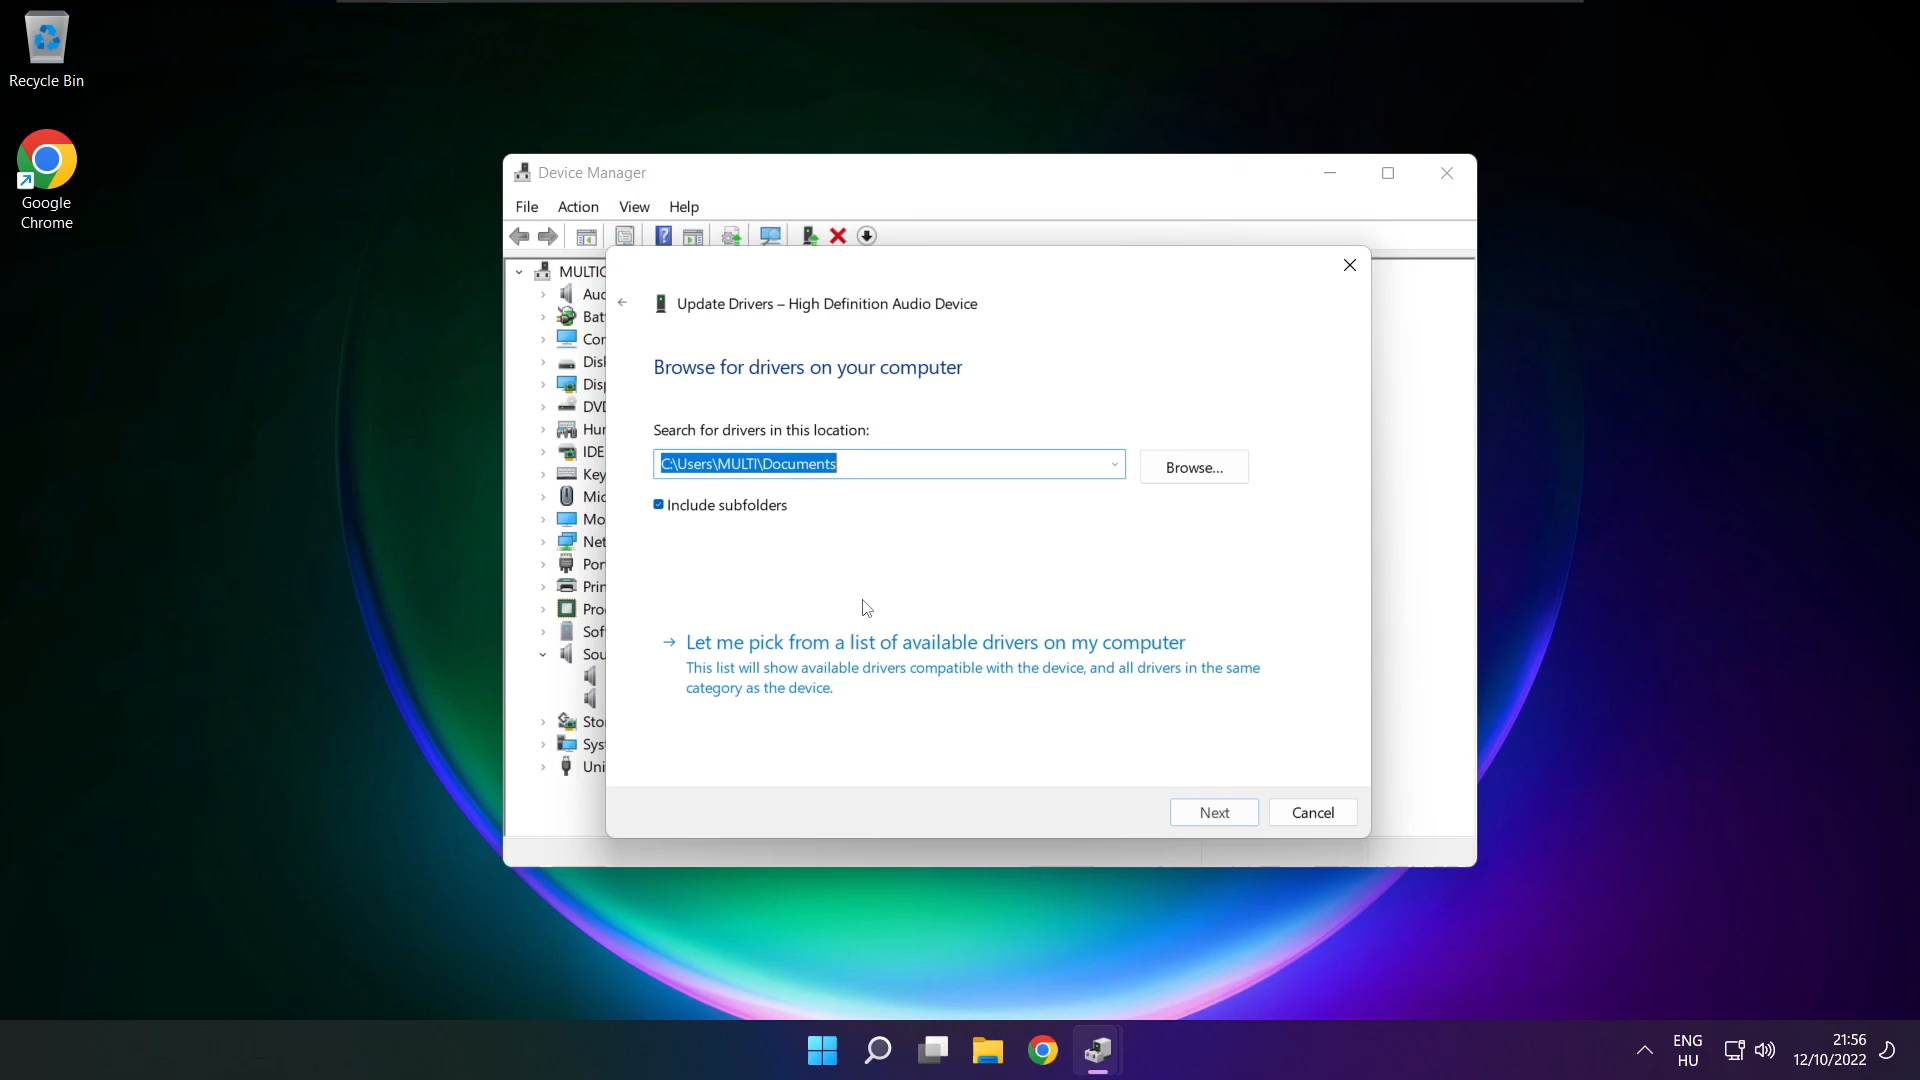 Recycle Bin
Google
Chrome
Device Manager
File Action View Help
MULTIC
Aud
Bat
Con
Disk
Disp
DVD
Hur
IDE
Key
Mic
Mo
Net
Por
Prin
Pro
Sof
Sou
Sto
Sys
Uni
Update Drivers – High Definition Audio Device
Browse for drivers on your computer
Search for drivers in this location:
C:\Users\MULTI\Documents
Browse...
Include subfolders
Let me pick from a list of available drivers on my computer
This list will show available drivers compatible with the device, and all drivers in the same
category as the device.
Next Cancel
ENG
HU
21:56
12/10/2022